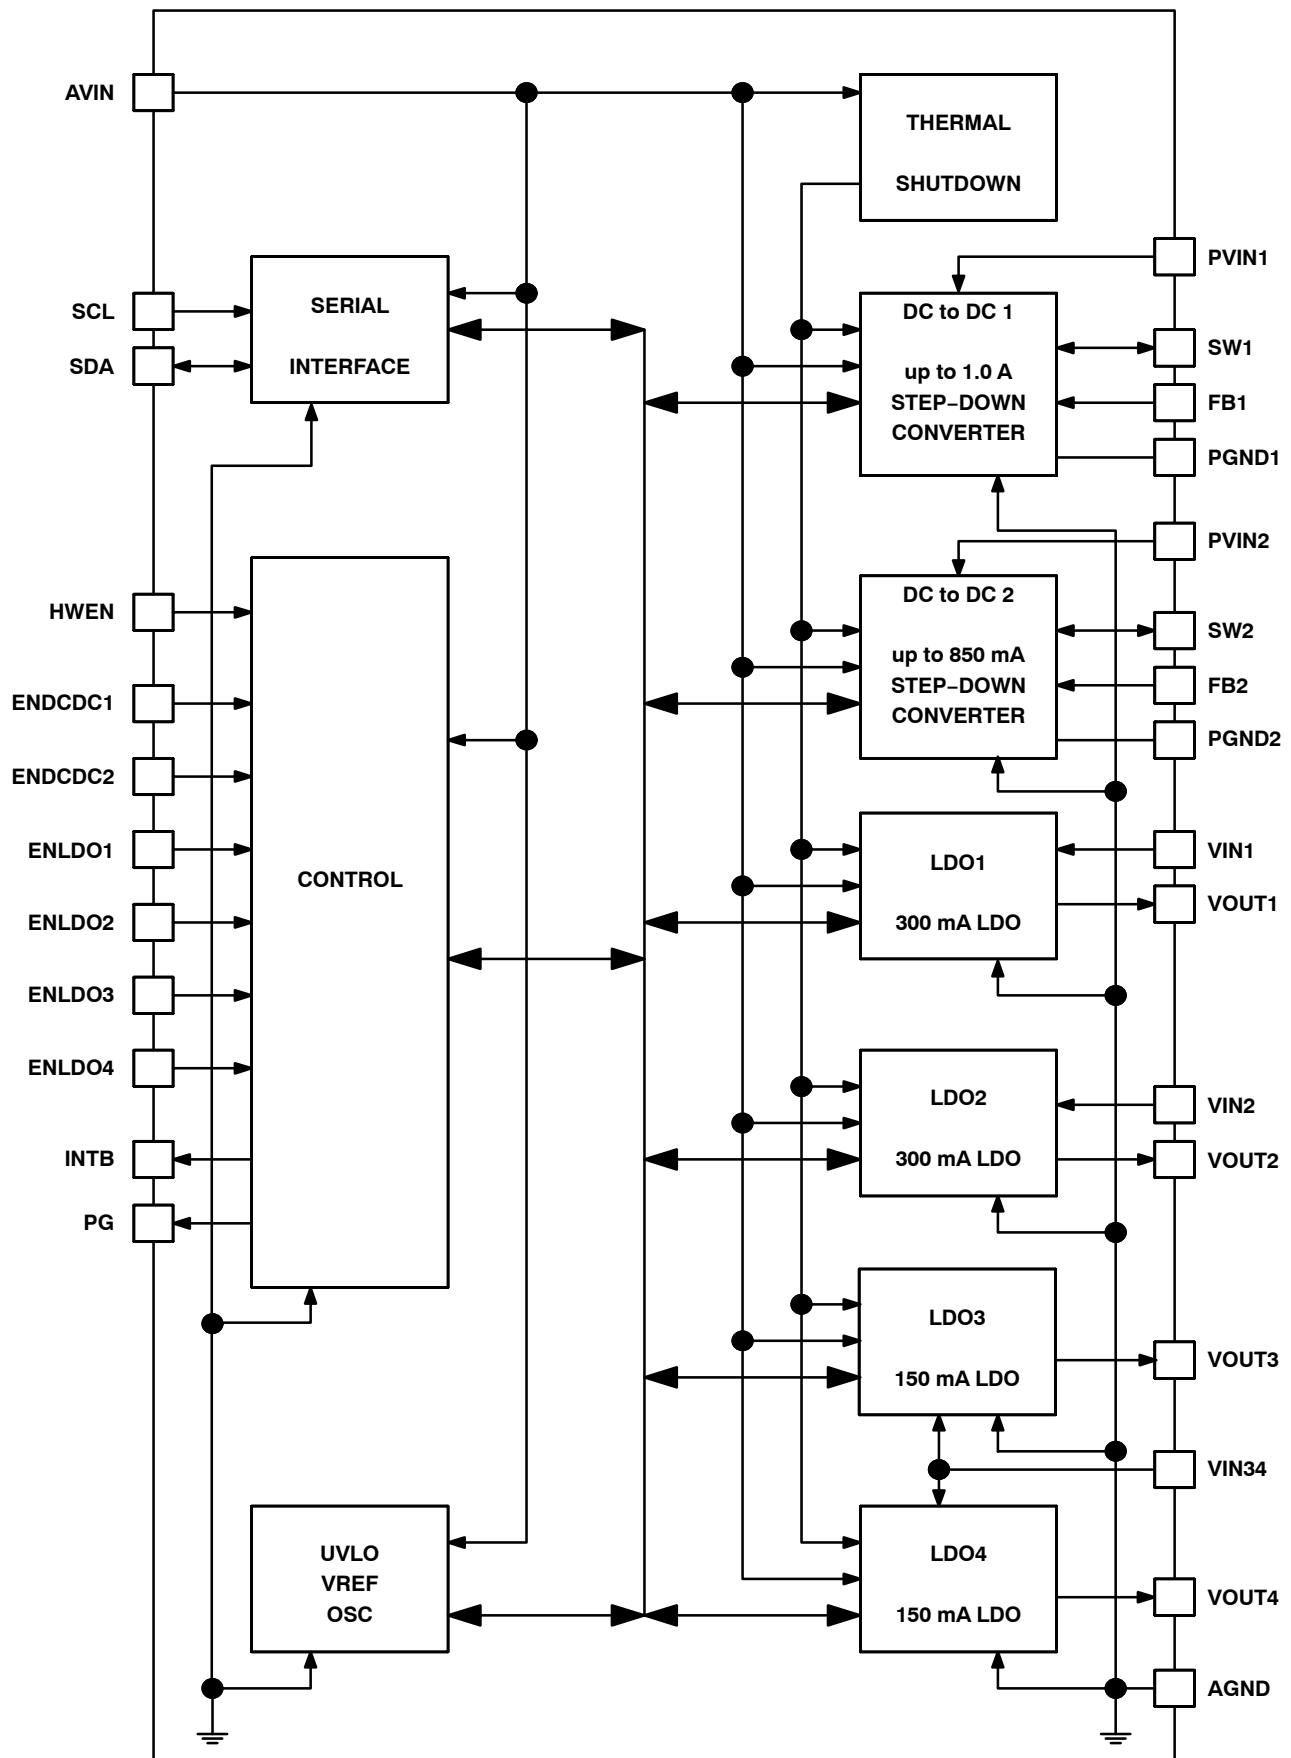 AVIN
THERMAL
SHUTDOWN
PVIN1
SCL
SDA
SERIAL
INTERFACE
DC to DC 1
up to 1.0 A
STEP–DOWN
CONVERTER
SW1
FB1
PGND1
PVIN2
HWEN
ENDCDC1
ENDCDC2
ENLDO1
ENLDO2
ENLDO3
ENLDO4
INTB
PG
CONTROL
DC to DC 2
up to 850 mA
STEP–DOWN
CONVERTER
SW2
FB2
PGND2
LDO1
300 mA LDO
VIN1
VOUT1
LDO2
300 mA LDO
VIN2
VOUT2
LDO3
150 mA LDO
VOUT3
VIN34
UVLO
VREF
OSC
LDO4
150 mA LDO
VOUT4
AGND